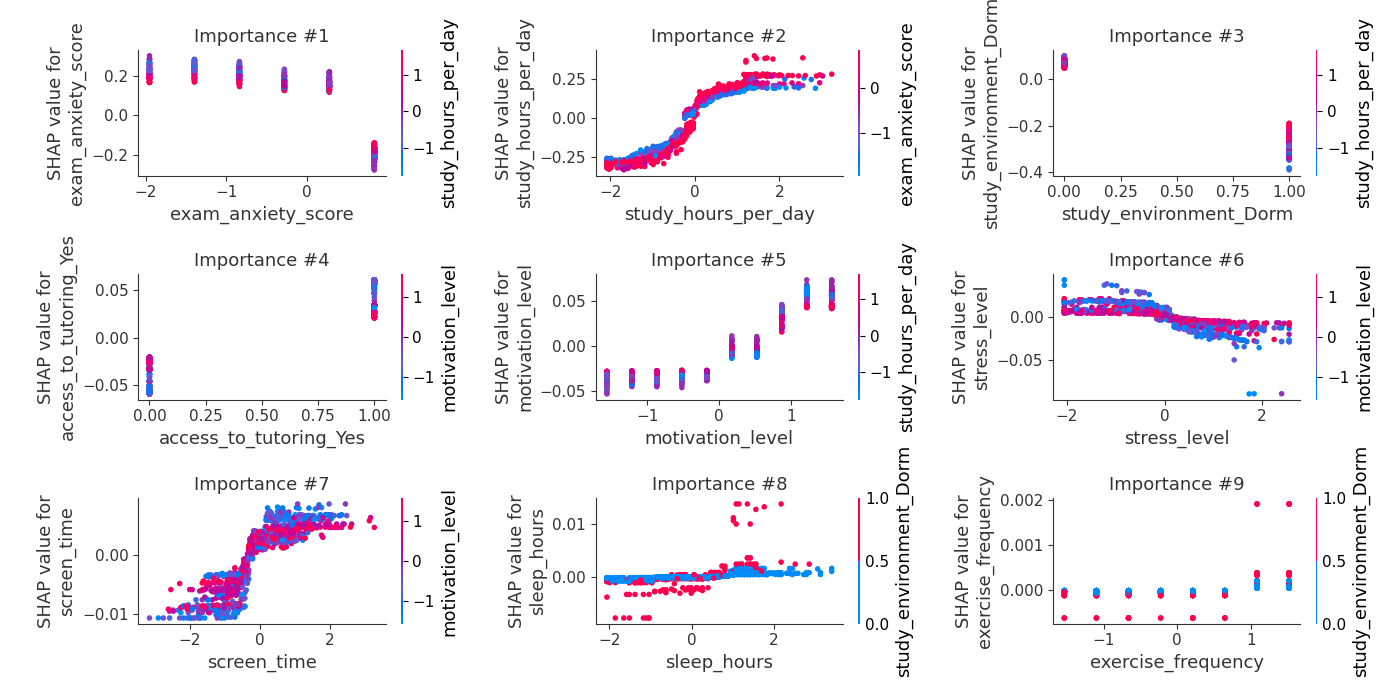 Importance #1
SHAP value for
exam_anxiety_score
0.2
0.0
−0.2
−2
−1
0
exam_anxiety_score
1
0
−1
study_hours_per_day
Importance #2
SHAP value for
study_hours_per_day
0.25
0.00
−0.25
−2
0
2
study_hours_per_day
0
−1
exam_anxiety_score
Importance #3
SHAP value for
study_environment_Dorm
0.0
−0.2
−0.4
0.00
0.25
0.50
0.75
1.00
study_environment_Dorm
1
0
−1
study_hours_per_day
Importance #4
SHAP value for
access_to_tutoring_Yes
0.05
0.00
−0.05
0.00
0.25
0.50
0.75
1.00
access_to_tutoring_Yes
1
0
−1
motivation_level
Importance #5
SHAP value for
motivation_level
0.05
0.00
−0.05
−1
0
1
motivation_level
1
0
−1
study_hours_per_day
Importance #6
SHAP value for
stress_level
0.00
−0.05
−2
0
2
stress_level
1
0
−1
motivation_level
Importance #7
SHAP value for
screen_time
0.00
−0.01
−2
0
2
screen_time
1
0
−1
motivation_level
Importance #8
SHAP value for
sleep_hours
0.01
0.00
−2
0
2
sleep_hours
1.0
0.5
0.0
study_environment_Dorm
Importance #9
SHAP value for
exercise_frequency
0.002
0.001
0.000
−1
0
1
exercise_frequency
1.0
0.5
0.0
study_environment_Dorm